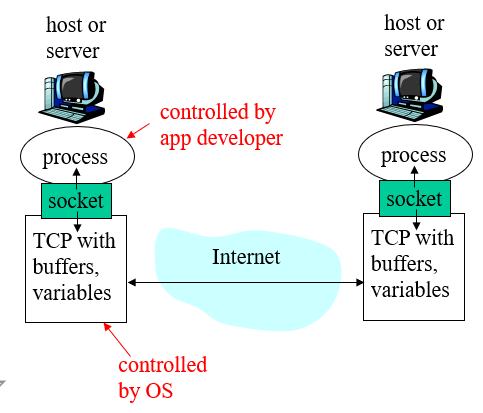 host or
server
host or
server
controlled by
app developer
process
process
socket
socket
TCP with
buffers,
variables
Internet
TCP with
buffers,
variables
controlled
by OS